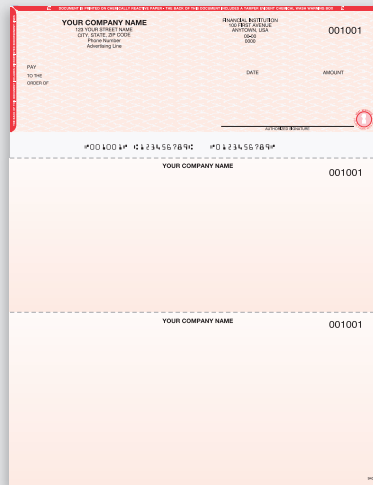 DOCUMENT IS PRINTED ON CHEMICALLY REACTIVE PAPER • THE BACK OF THIS DOCUMENT INCLUDES A TAMPER EVIDENT CHEMICAL WASH WARNING BOX
YOUR COMPANY NAME
123 YOUR STREET NAME
CITY, STATE, ZIP CODE
Phone Number
Advertising Line
FINANCIAL INSTITUTION
100 FIRST AVENUE
ANYTOWN, USA
00-00
0000
001001
PAY
TO THE
ORDER OF
DATE
AMOUNT
AUTHORIZED SIGNATURE
⑈001001⑈ ⑆123456789⑆ ⑈0123456789⑈
YOUR COMPANY NAME
001001
YOUR COMPANY NAME
001001